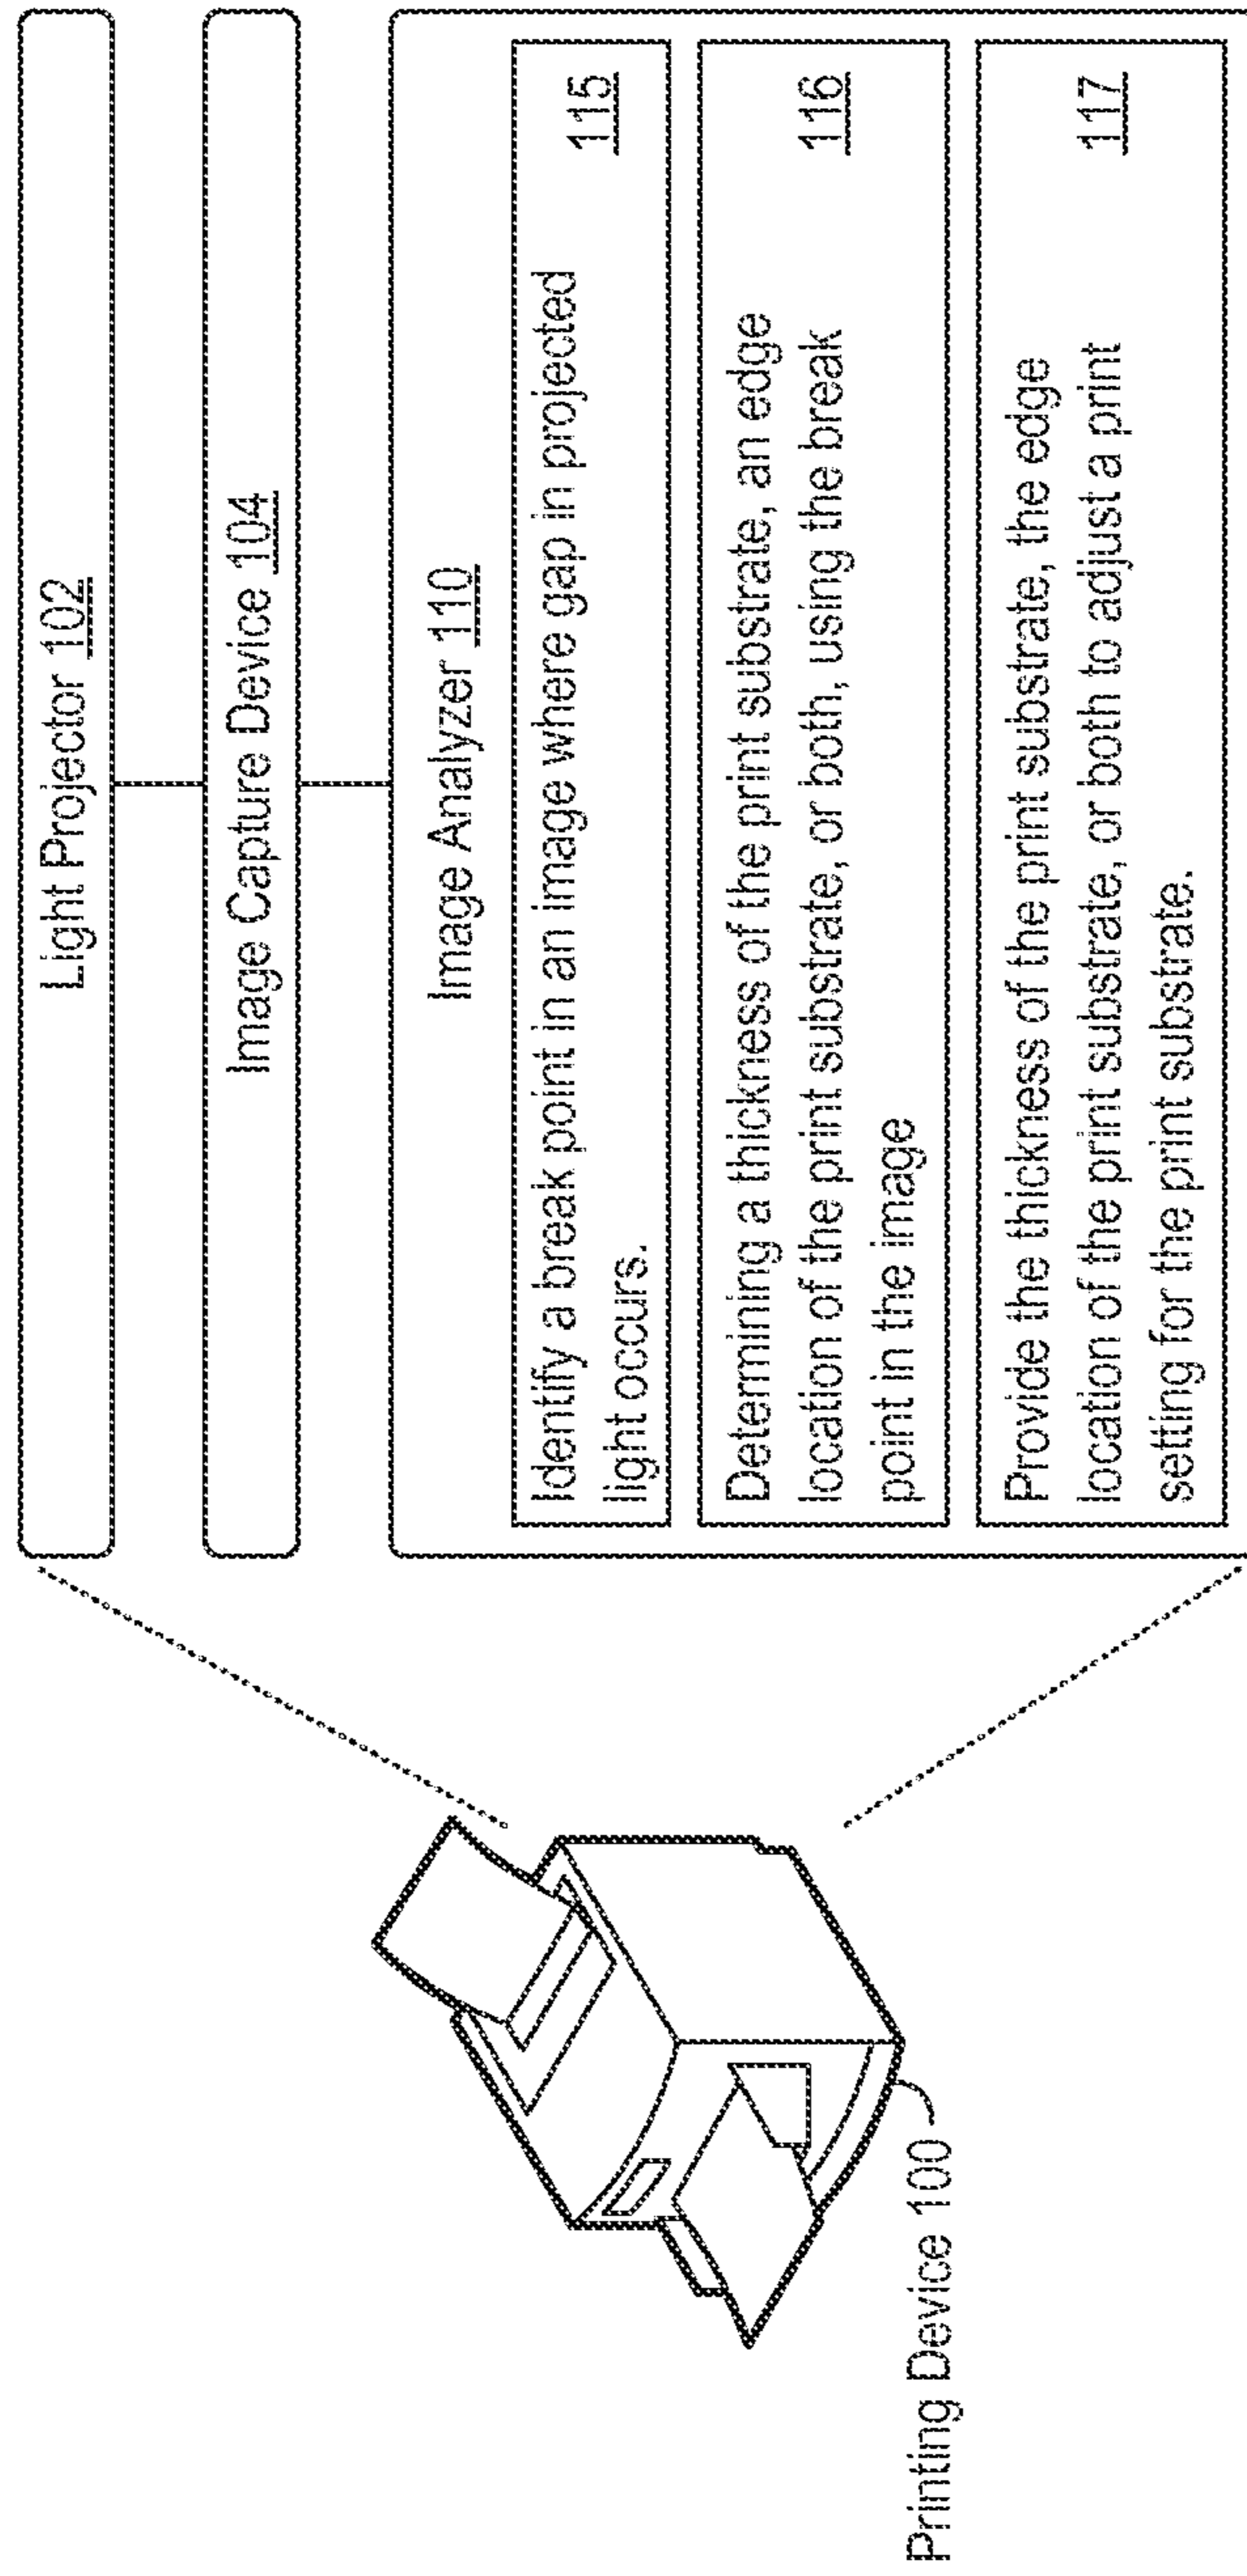 Light Projector 102
Image Capture Device 104
Image Analyzer 110
Identify a break point in an image where gap in projected
light occurs.
115
Determining a thickness of the print substrate, an edge
location of the print substrate, or both, using the break
point in the image
116
Provide the thickness of the print substrate, the edge
location of the print substrate, or both to adjust a print
setting for the print substrate.
117
Printing Device 100